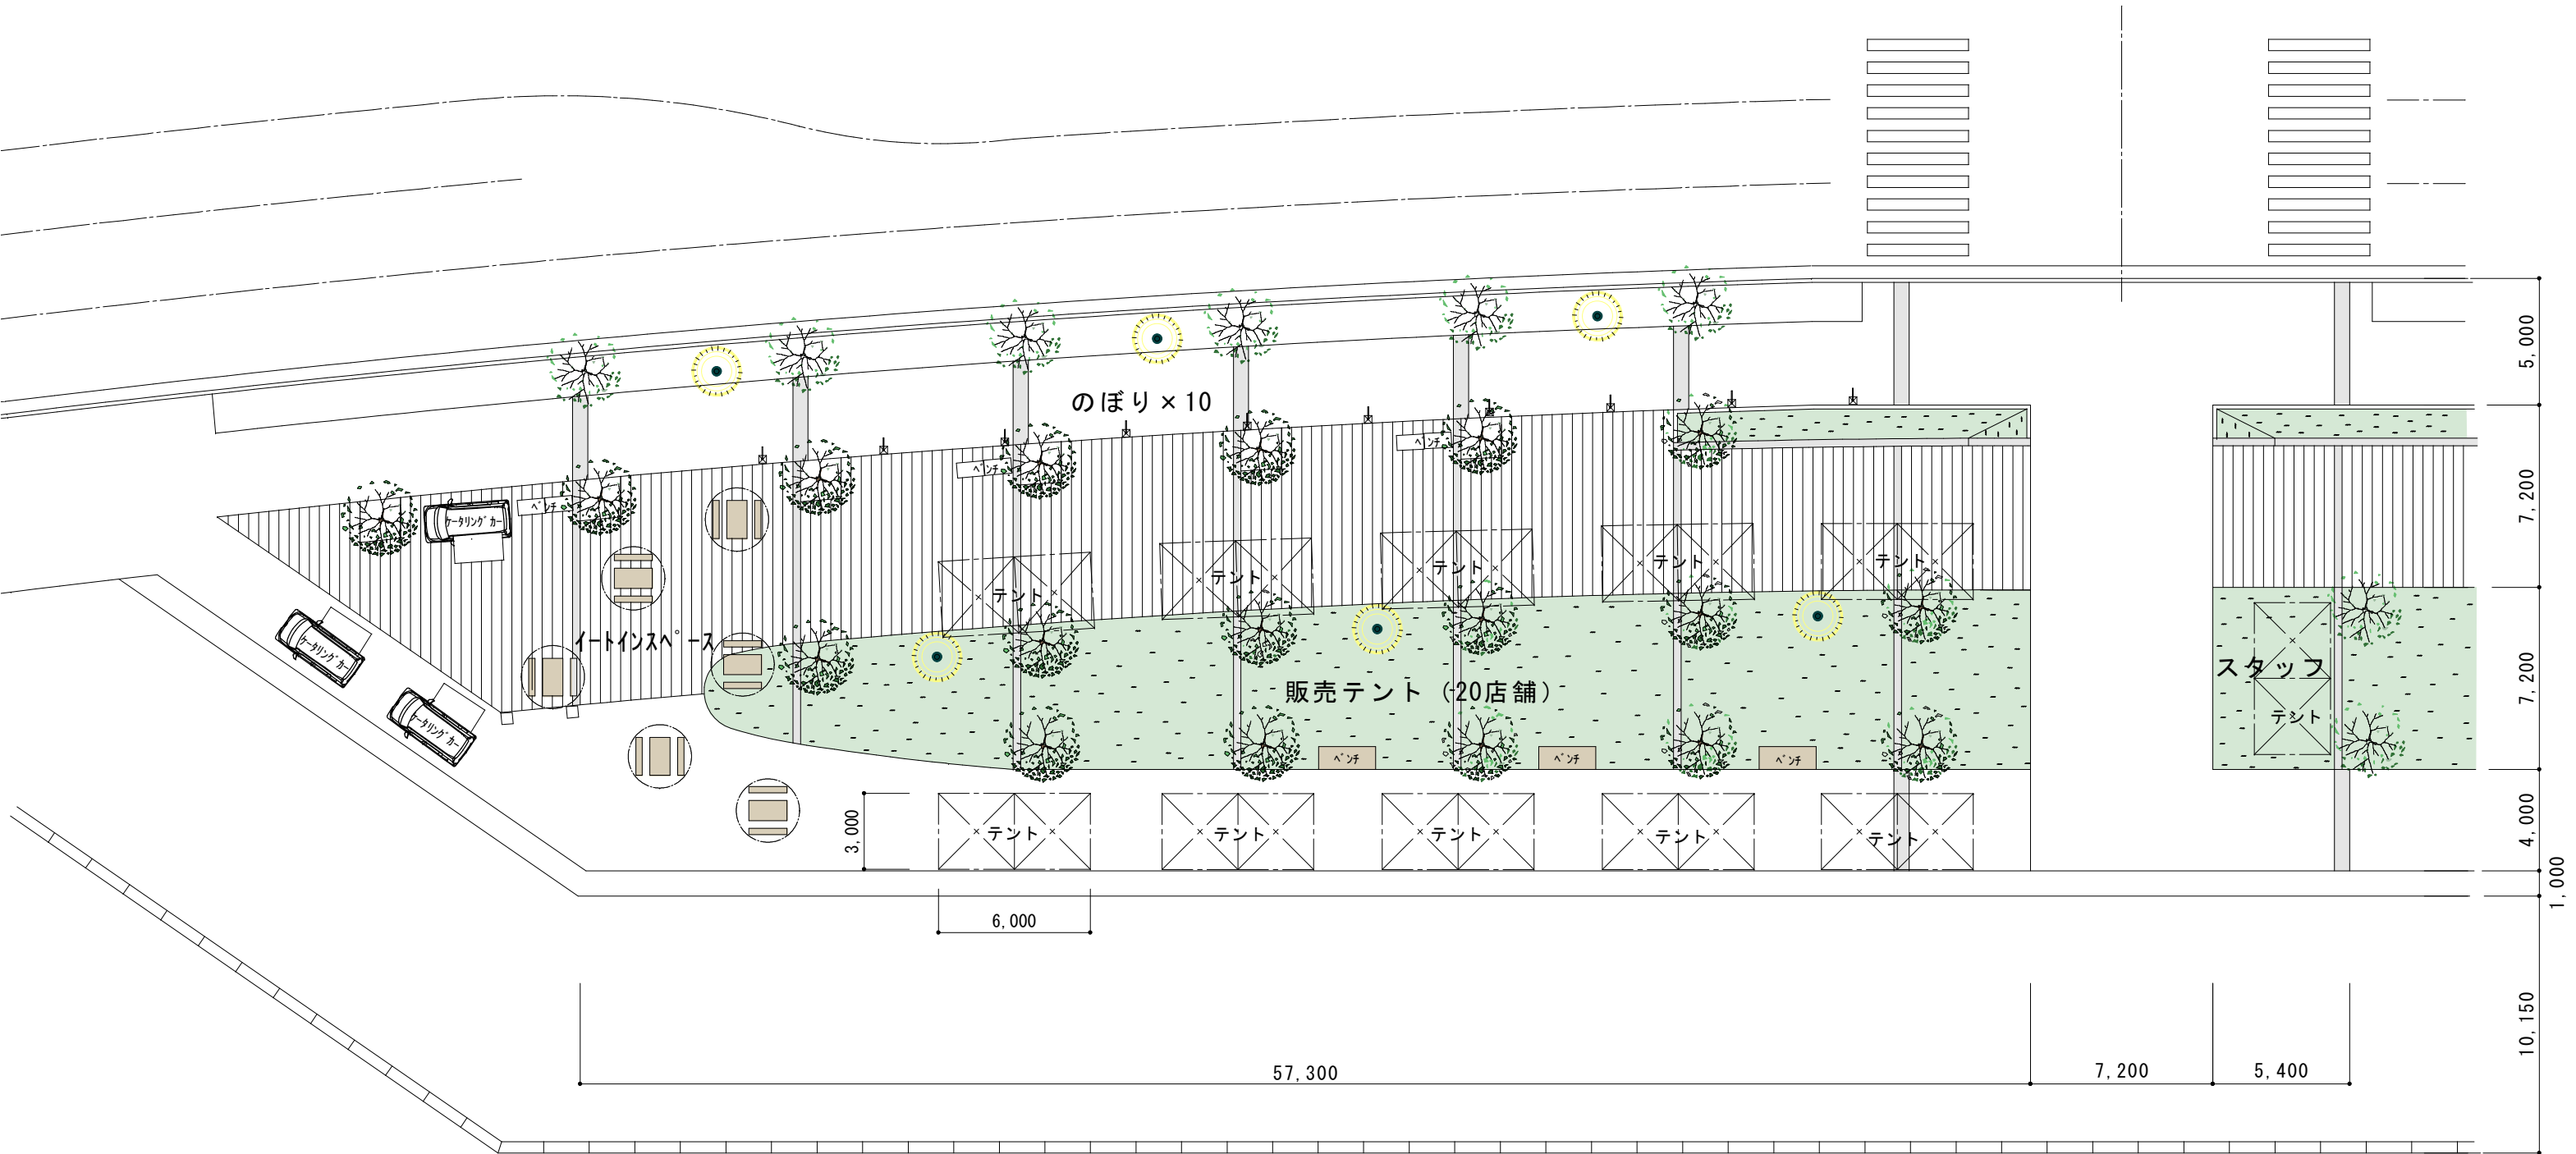 5,000
のぼり×10
ベンチ
ベンチ
7,200
ベンチ
ケータリングカー
テント
テント
テント
テント
テント
ケータリングカー
イートインスペース
スタッフ
7,200
販売テント（20店舗）
テント
ケータリングカー
ベンチ
ベンチ
ベンチ
3,000
テント
テント
テント
テント
テント
4,000
1,000
6,000
10,150
57,300
7,200
5,400